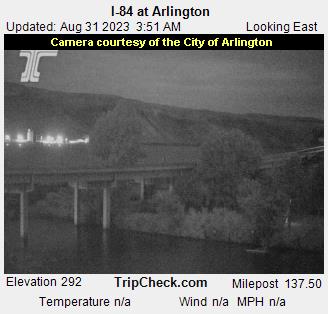 I-84 at Arlington
Updated: Aug 31 2023 3:51 AM Looking East
Camera courtesy of the City of Arlington
Elevation 292 TripCheck.com Milepost 137.50
Temperature n/a Wind n/a MPH n/a